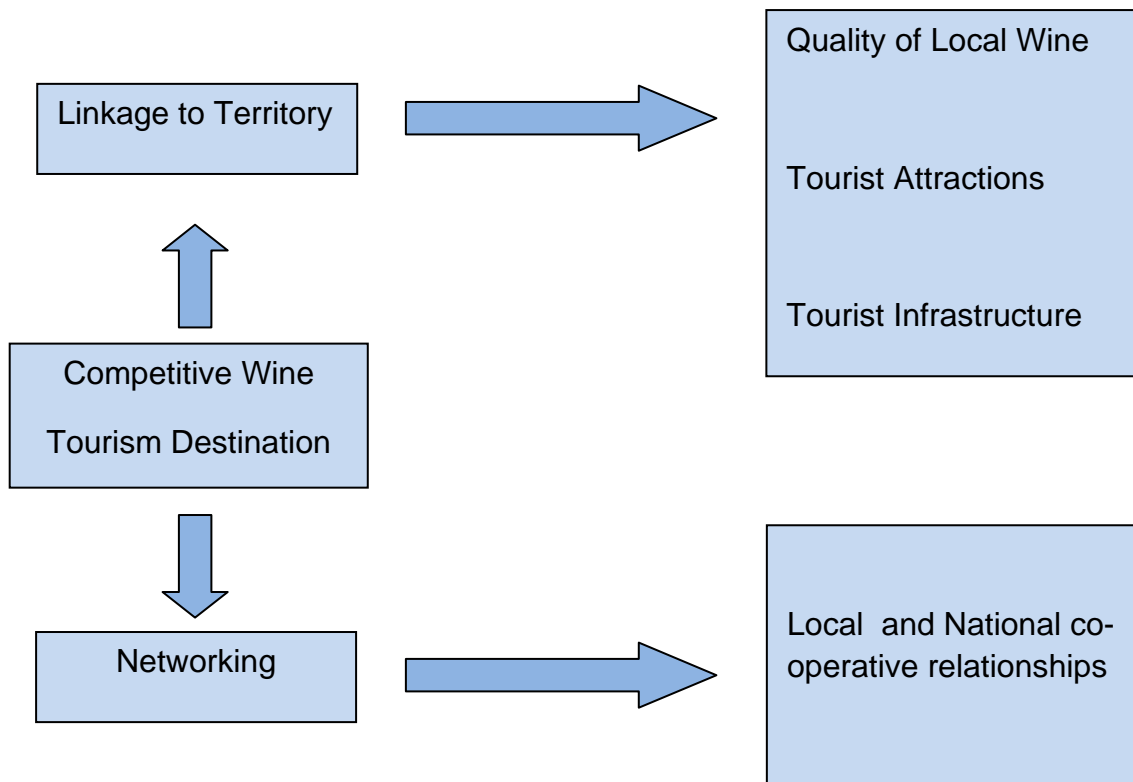 Linkage to Territory
Quality of Local Wine
Tourist Attractions
Tourist Infrastructure
Competitive Wine
Tourism Destination
Networking
Local  and National co-
operative relationships